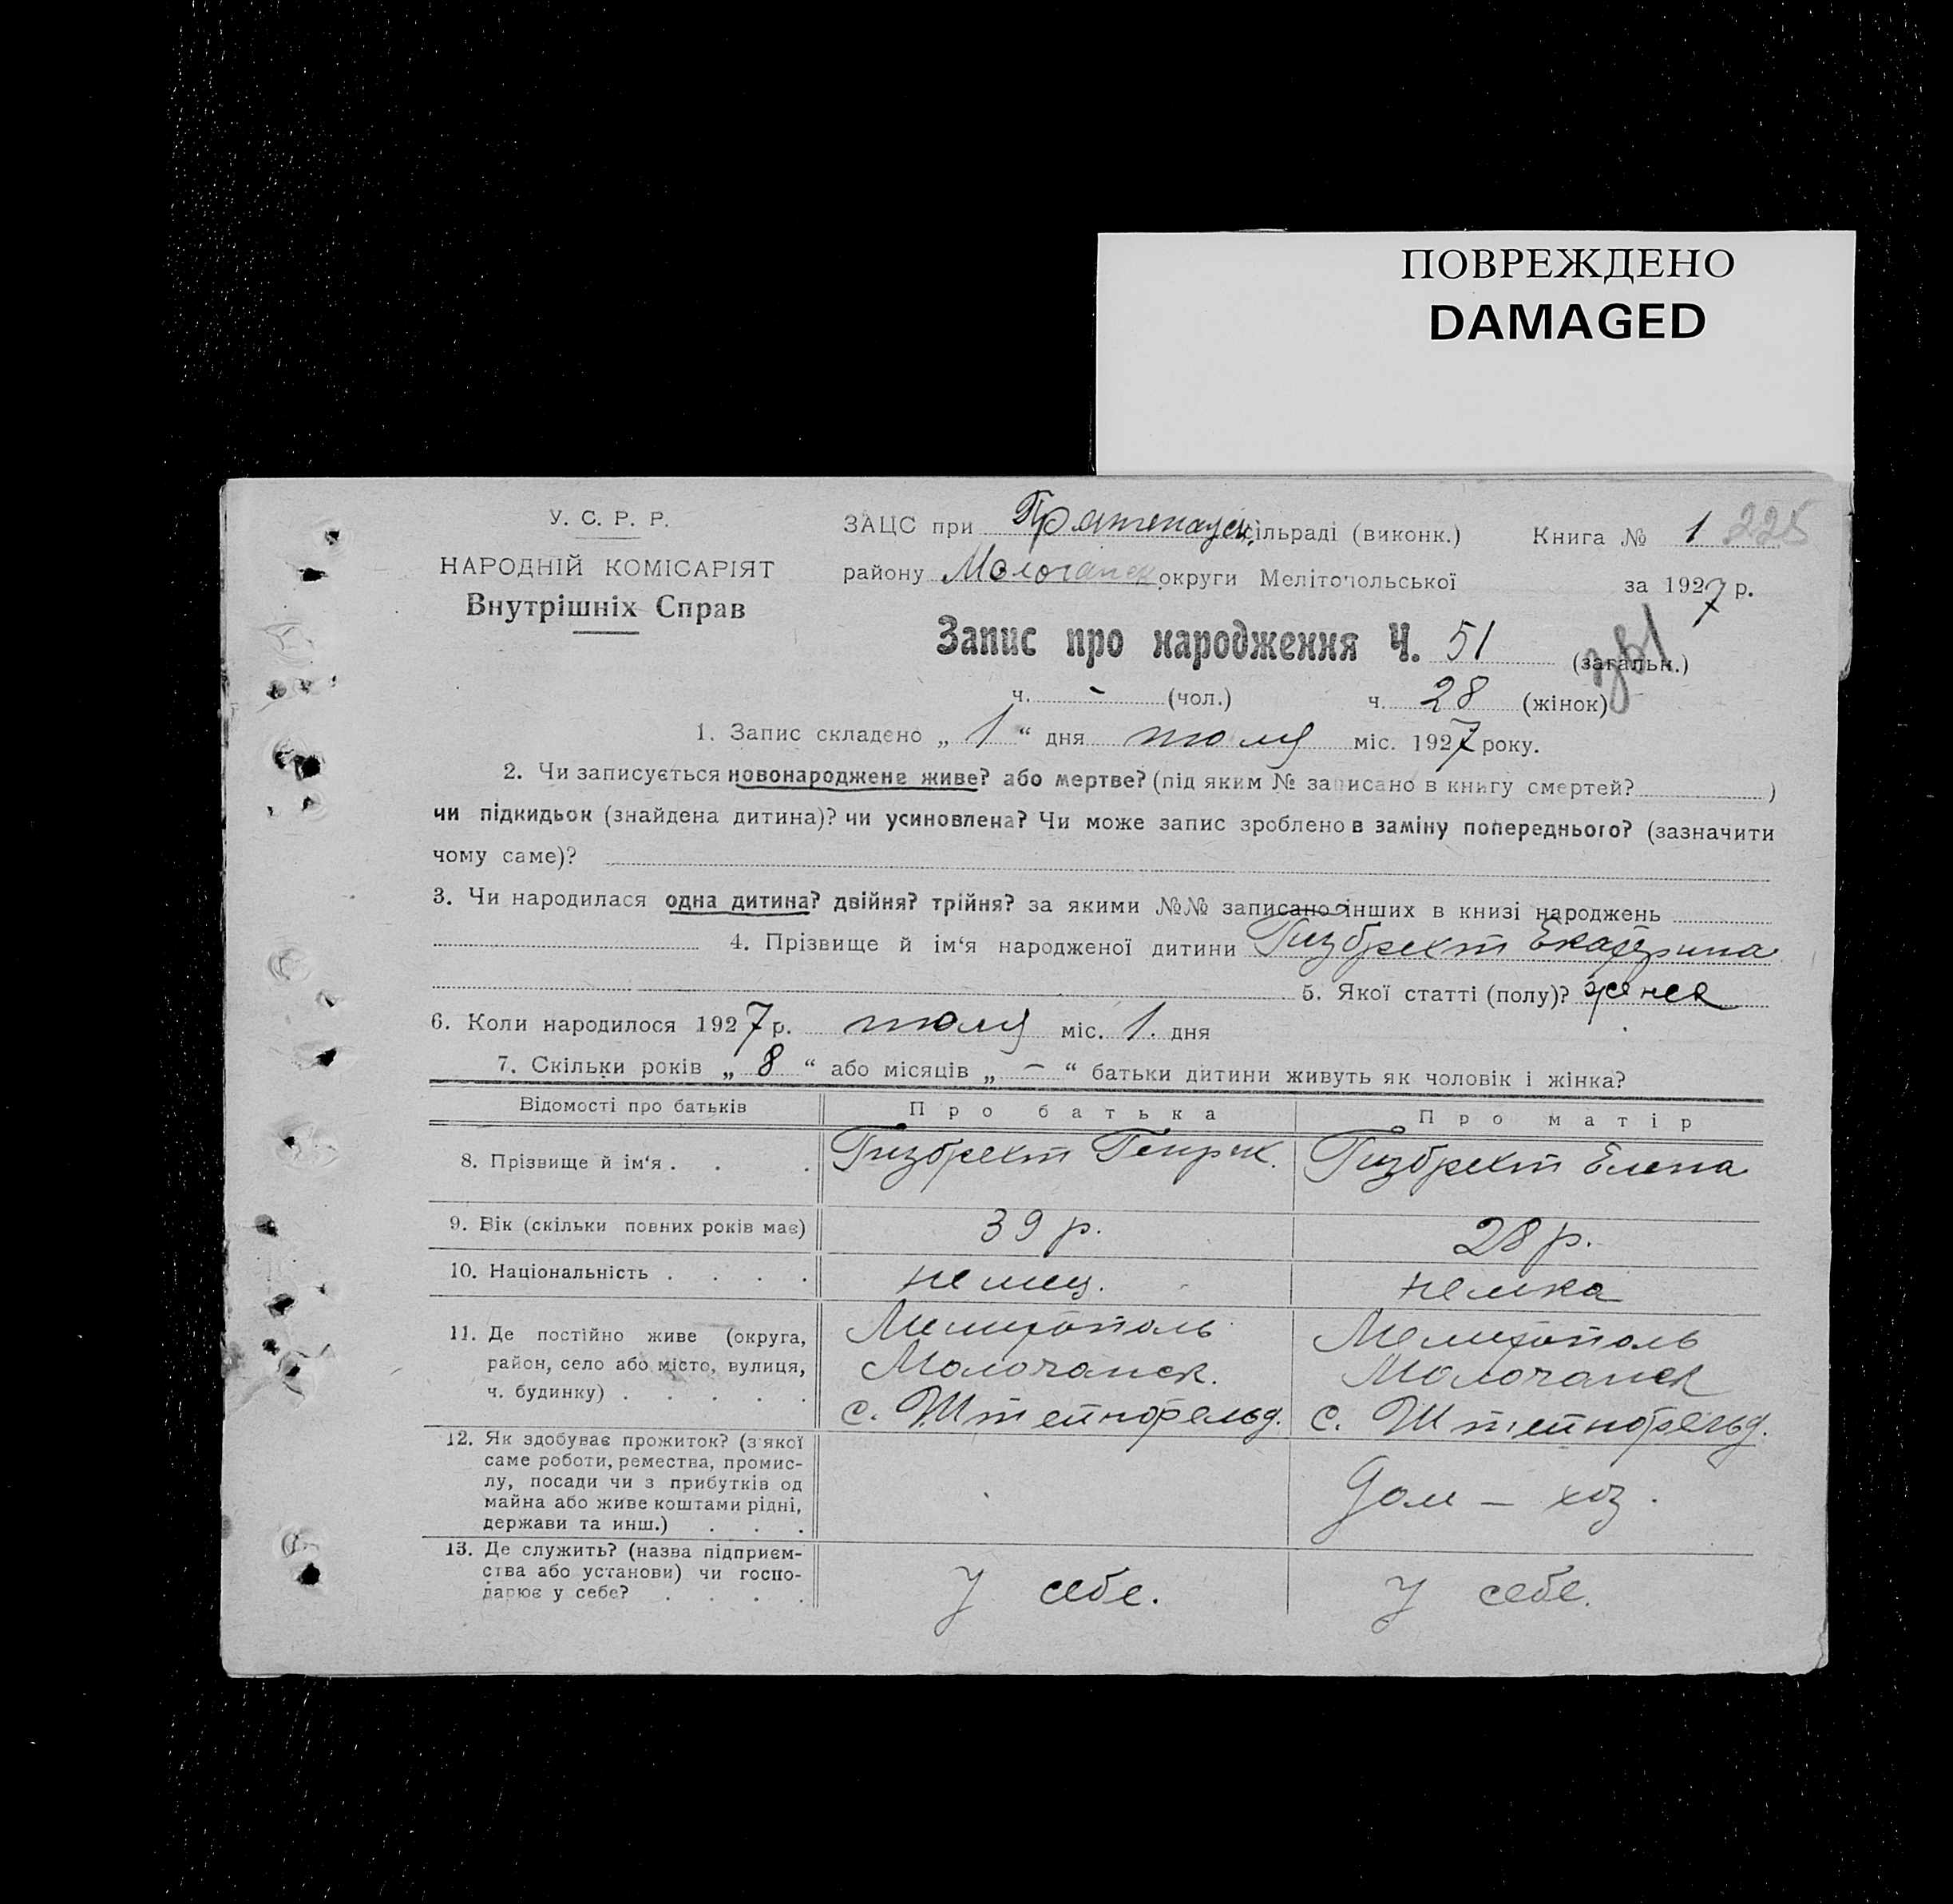 ПОВРЕЖДЕНО
DAMAGED
У. С. Р. Р.
НАРОДНІЙ КОМІСАРІЯТ
Внутрішніх Справ
ЗАЦС при сільраді (виконк.) Книга № 1 225
району Молочанск округи Мелітопольської за 1927 р.
Запис про народження Ч. 51 (загальн.)
ч. - (чол.) ч. 28 (жінок)
1. Запис складено „ 1 “ дня июля міс. 1927 року.
2. Чи записується новонароджене живе? або мертве? (під яким № записано в книгу смертей? )
чи підкидьок (знайдена дитина)? чи усиновлена? Чи може запис зроблено в заміну попереднього? (зазначити
чому саме)?
3. Чи народилася одна дитина? двійня? трійня? за якими №№ записано інших в книзі народжень
4. Прізвище й ім‘я народженої дитини Гизбрехт Екатерина
5. Якої статті (полу)? женск
6. Коли народилося 1927 р. июля міс. 1. дня
7. Скільки років „ 8 “ або місяців „ - “ батьки дитини живуть як чоловік і жінка?
Відомості про батьків Про батька Про матір
8. Прізвище й ім‘я . . . Гизбрехт Генрих. Гизбрехт Елена
9. Вік (скільки повних років має) 39 р. 28 р.
10. Національність . . . . немец. немка
11. Де постійно живе (округа,
район, село або місто, вулиця,
ч. будинку) . . . . .
Мелитополь
Молочанск.
с. Штейнфельд.
Мелитополь
Молочанск
с. Штейнфельд.
12. Як здобуває прожиток? (з якої
саме роботи, ремества, промис-
лу, посади чи з прибутків од
майна або живе коштами рідні,
держави та инш.) . . .
Дом — хоз.
13. Де служить? (назва підприєм-
ства або установи) чи госпо-
дарює у себе? . . . .
У себе.
У себе.